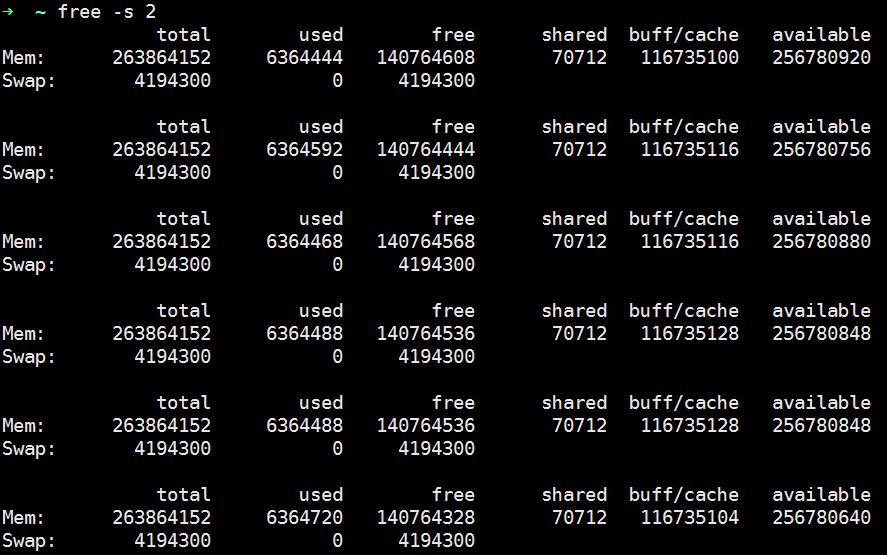 ➜ ~ free -s 2
total used free shared buff/cache available
Mem: 263864152 6364444 140764608 70712 116735100 256780920
Swap: 4194300 0 4194300
total used free shared buff/cache available
Mem: 263864152 6364592 140764444 70712 116735116 256780756
Swap: 4194300 0 4194300
total used free shared buff/cache available
Mem: 263864152 6364468 140764568 70712 116735116 256780880
Swap: 4194300 0 4194300
total used free shared buff/cache available
Mem: 263864152 6364488 140764536 70712 116735128 256780848
Swap: 4194300 0 4194300
total used free shared buff/cache available
Mem: 263864152 6364488 140764536 70712 116735128 256780848
Swap: 4194300 0 4194300
total used free shared buff/cache available
Mem: 263864152 6364720 140764328 70712 116735104 256780640
Swap: 4194300 0 4194300